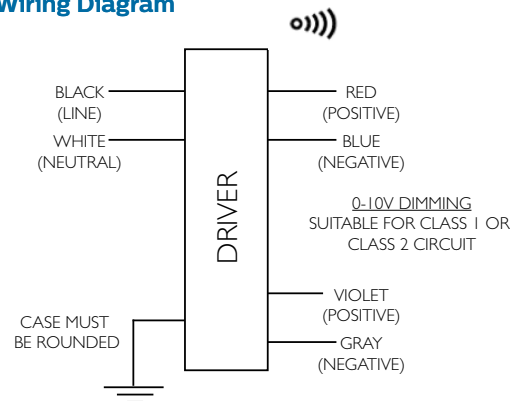 Wiring Diagram
BLACK
(LINE)
WHITE
(NEUTRAL)
CASE MUST
BE ROUNDED
DRIVER
RED
(POSITIVE)
BLUE
(NEGATIVE)
0-10V DIMMING
SUITABLE FOR CLASS 1 OR
CLASS 2 CIRCUIT
VIOLET
(POSITIVE)
GRAY
(NEGATIVE)